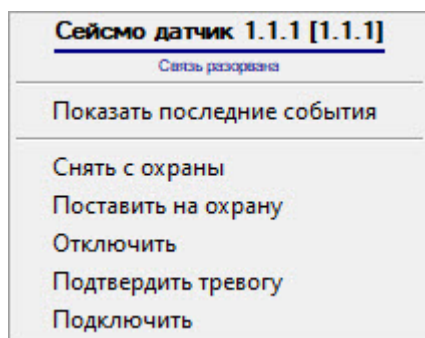 Сейсмо датчик 1.1.1 [1.1.1]
Связь разорвана
Показать последние события
Снять с охраны
Поставить на охрану
Отключить
Подтвердить тревогу
Подключить